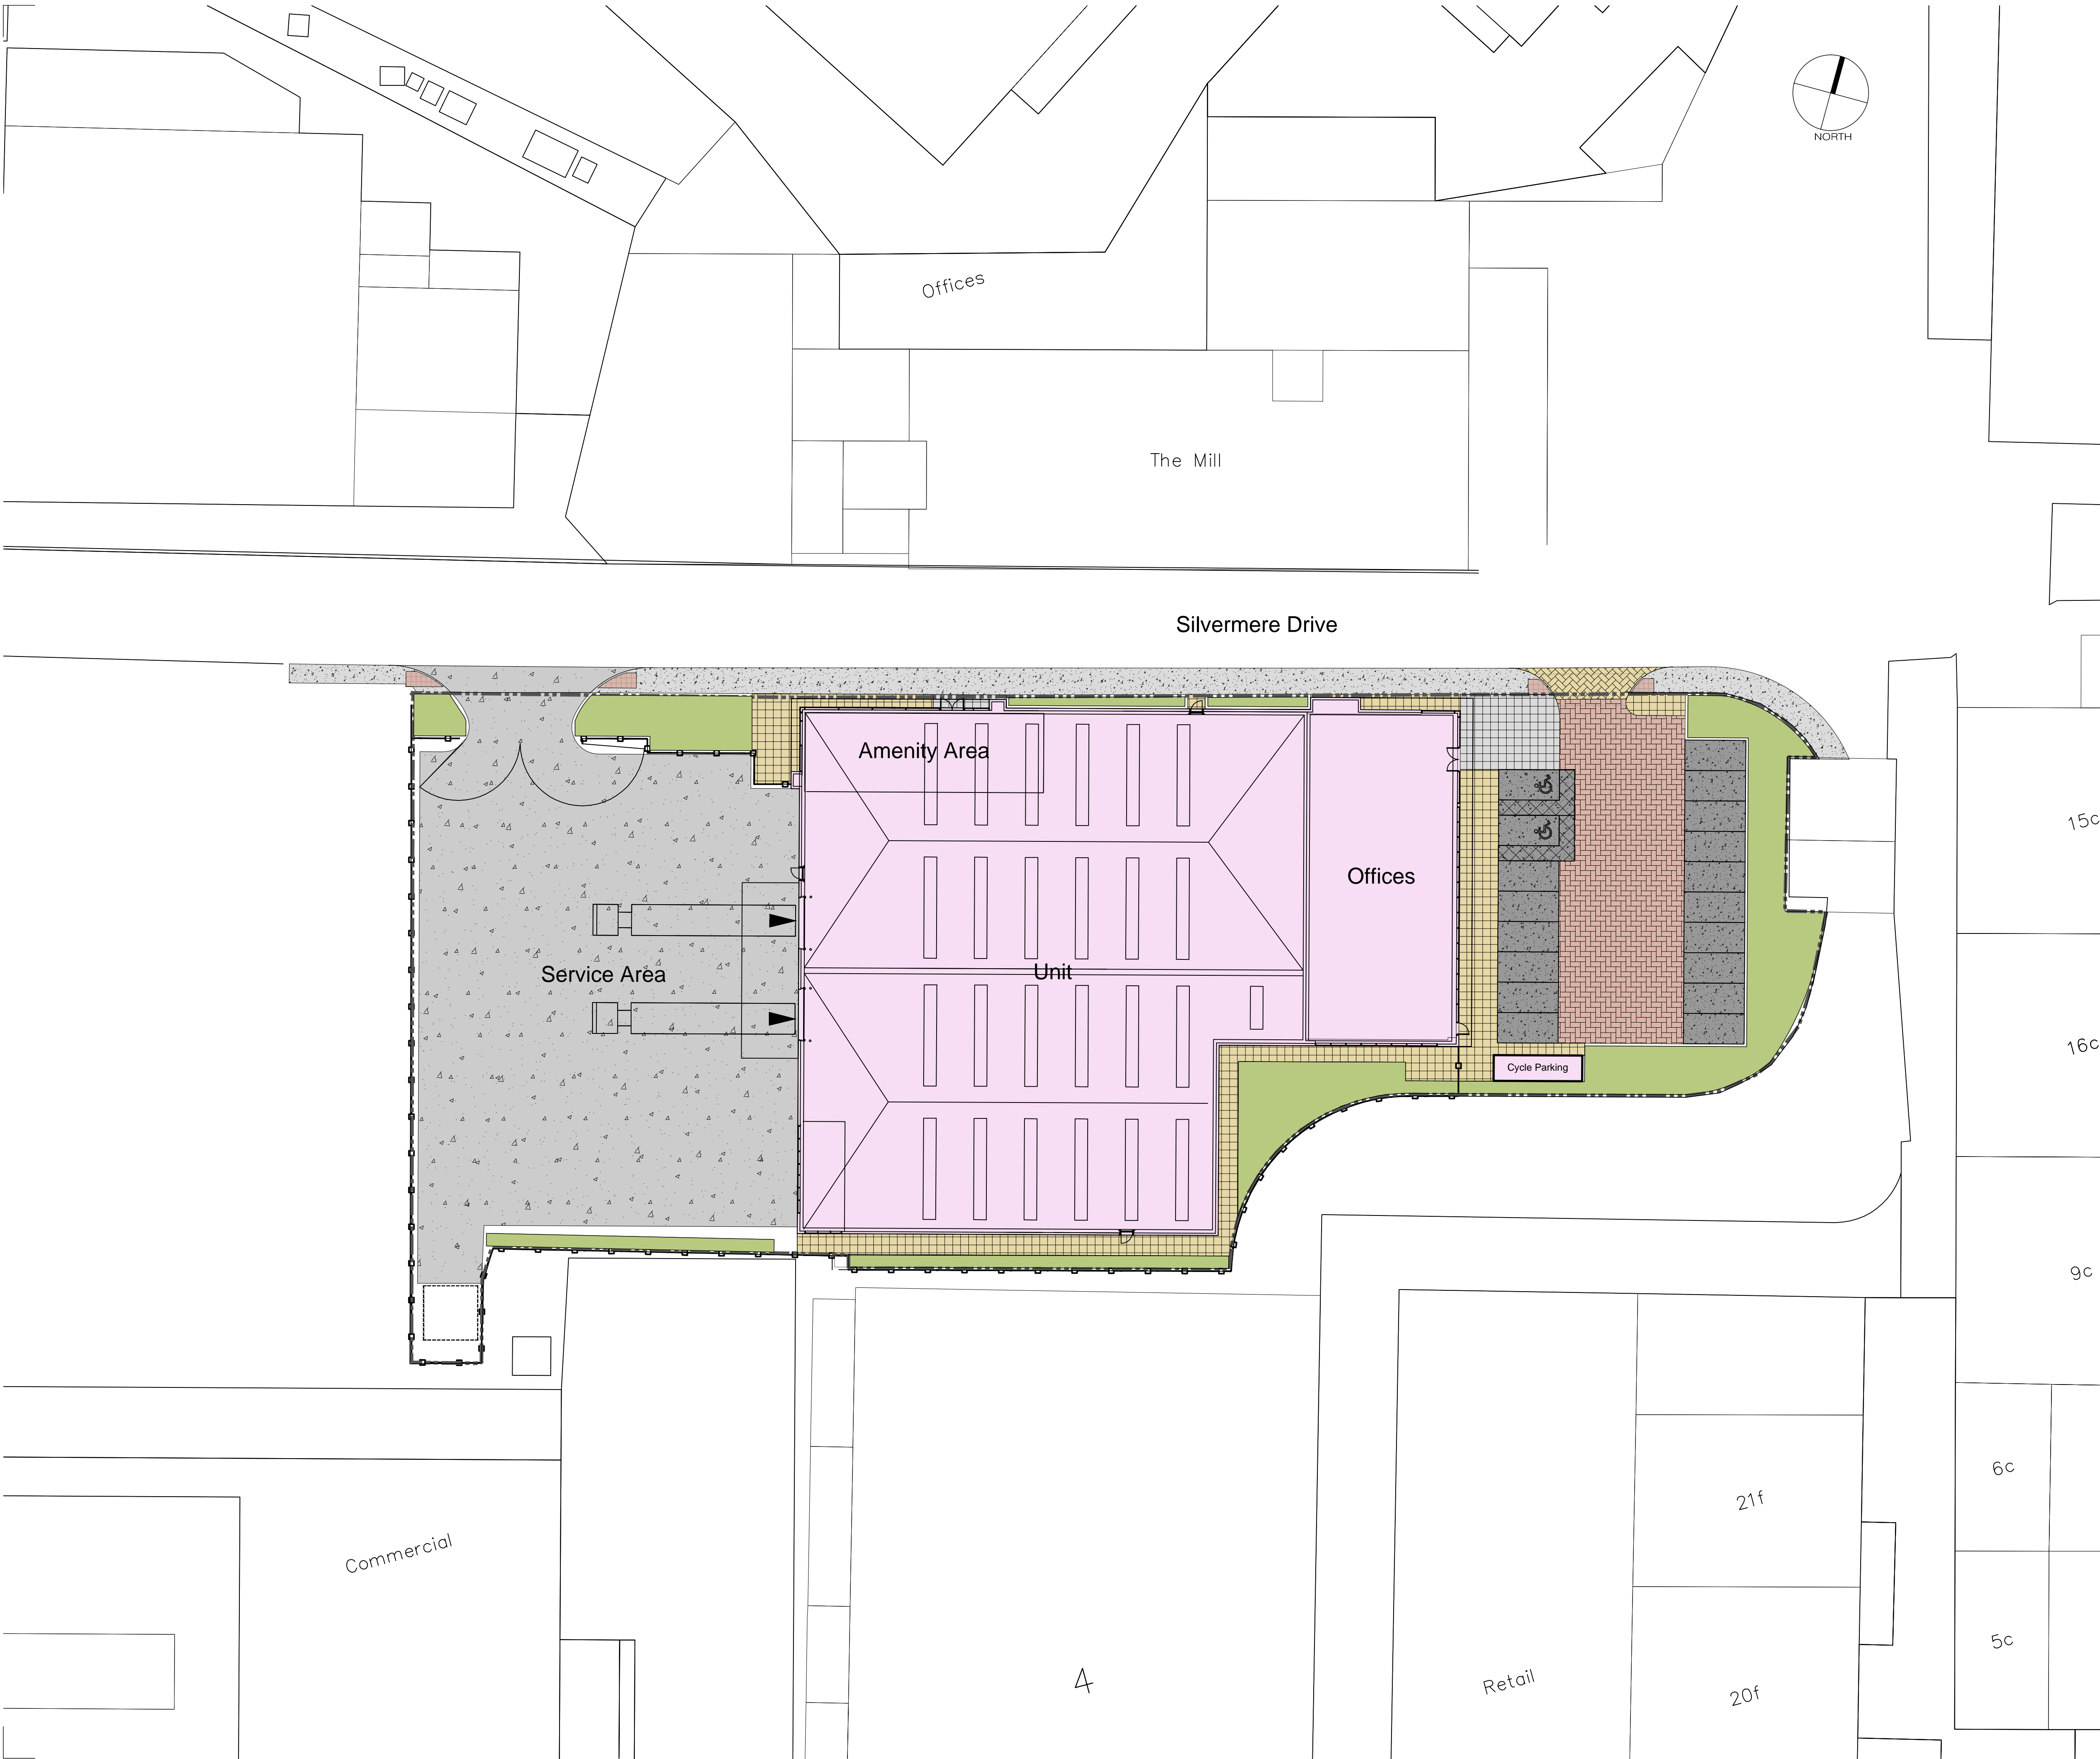 NORTH
Offices
The Mill
Silvermere Drive
Amenity Area
15c
Offices
Unit
Service Area
16c
Cycle Parking
9c
6c
21f
Commercial
5c
4
Retail
20f